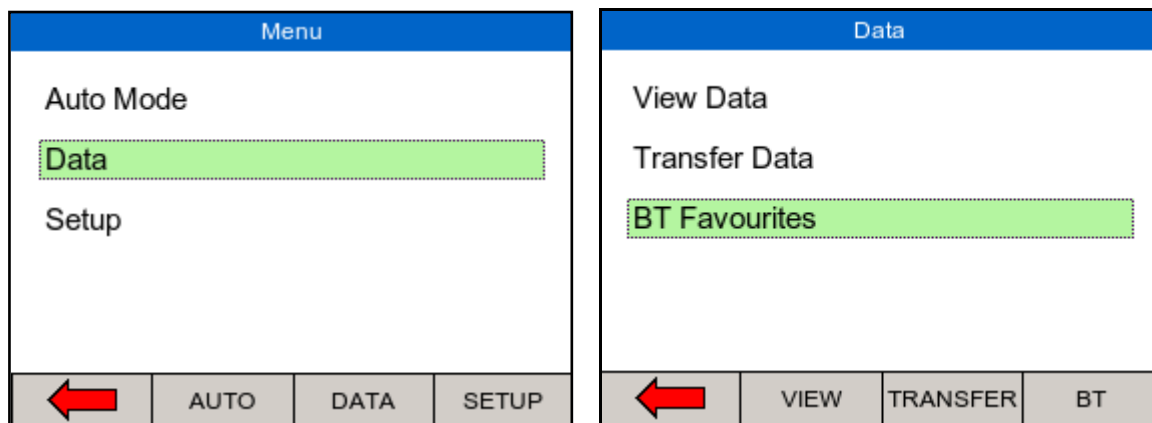 Menu
Auto Mode
Data
Setup
AUTO DATA SETUP
Data
View Data
Transfer Data
BT Favourites
VIEW TRANSFER BT